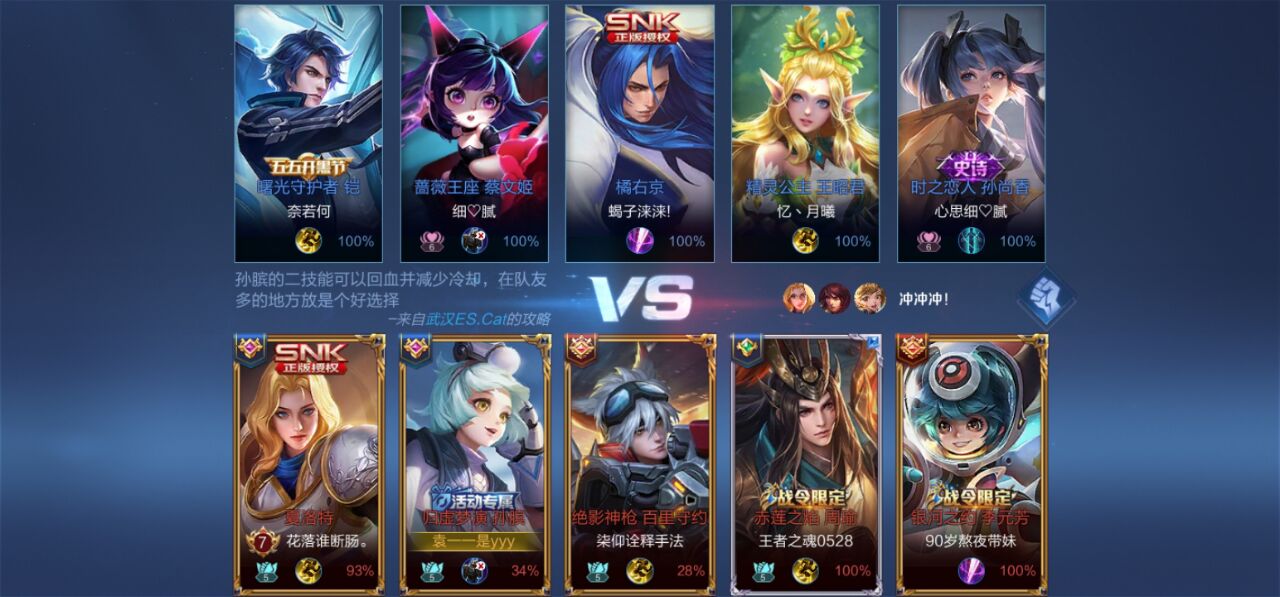 SNK
正版授权
五五开黑节
史诗
曙光守护者 铠
蔷薇王座 蔡文姬
橘右京
精灵公主 王昭君
时之恋人 孙尚香
奈若何
细♡腻
蝎子涞涞!
忆丶月曦
心思细♡腻
100%
6
100%
100%
100%
6
100%
孙膑的二技能可以回血并减少冷却，在队友
多的地方放是个好选择
—来自武汉ES.Cat的攻略
VS
冲冲冲!
SNK
正版授权
活动专属
战令限定
战令限定
夏洛特
归虚梦演 孙膑
绝影神枪 百里守约
赤莲之焰 周瑜
银河之约 李元芳
7
花落谁断肠。
袁一一是yyy
柒仰诠释手法
王者之魂0528
90岁熬夜带妹
5
93%
5
34%
5
28%
5
100%
100%